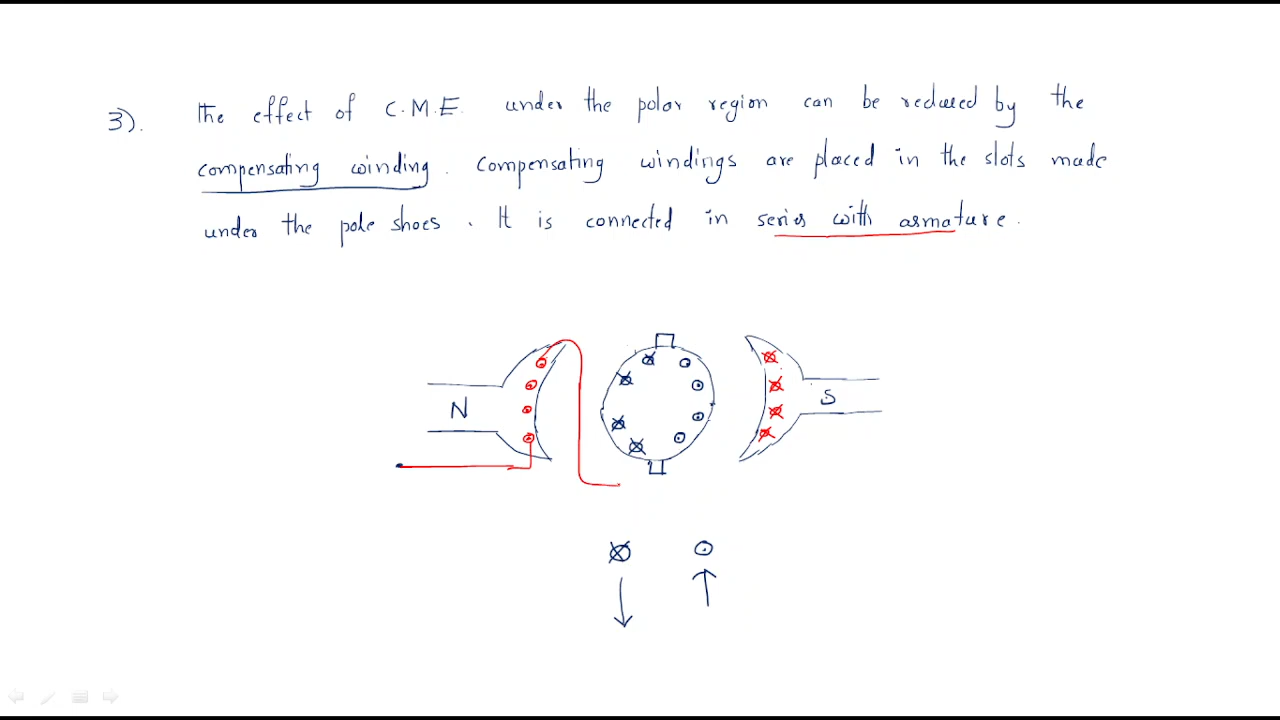 3). The effect of C.M.E. under the polar region can be reduced by the
compensating winding. Compensating windings are placed in the slots made
under the pole shoes. It is connected in series with armature.
N
S